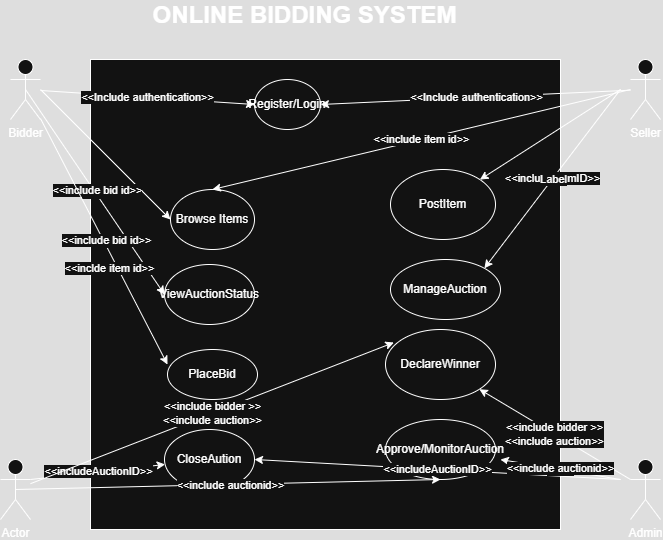 ONLINE BIDDING SYSTEM
<<Include authentication>>
Register/Login
<<Include authentication>>
Bidder
Seller
<<include item id>>
<<include bid id>>
Label
Browse Items
PostItem
<<include bid id>>
<<inclde item id>>
ViewAuctionStatus
ManageAuction
PlaceBid
DeclareWinner
<<include bidder >>
<<include auction>>
<<include bidder >>
<<include auction>>
CloseAution
Approve/MonitorAuction
<<includeAuctionID>>
<<includeAuctionID>>
<<include auctionid>>
<<include auctionid>>
Actor
Admin